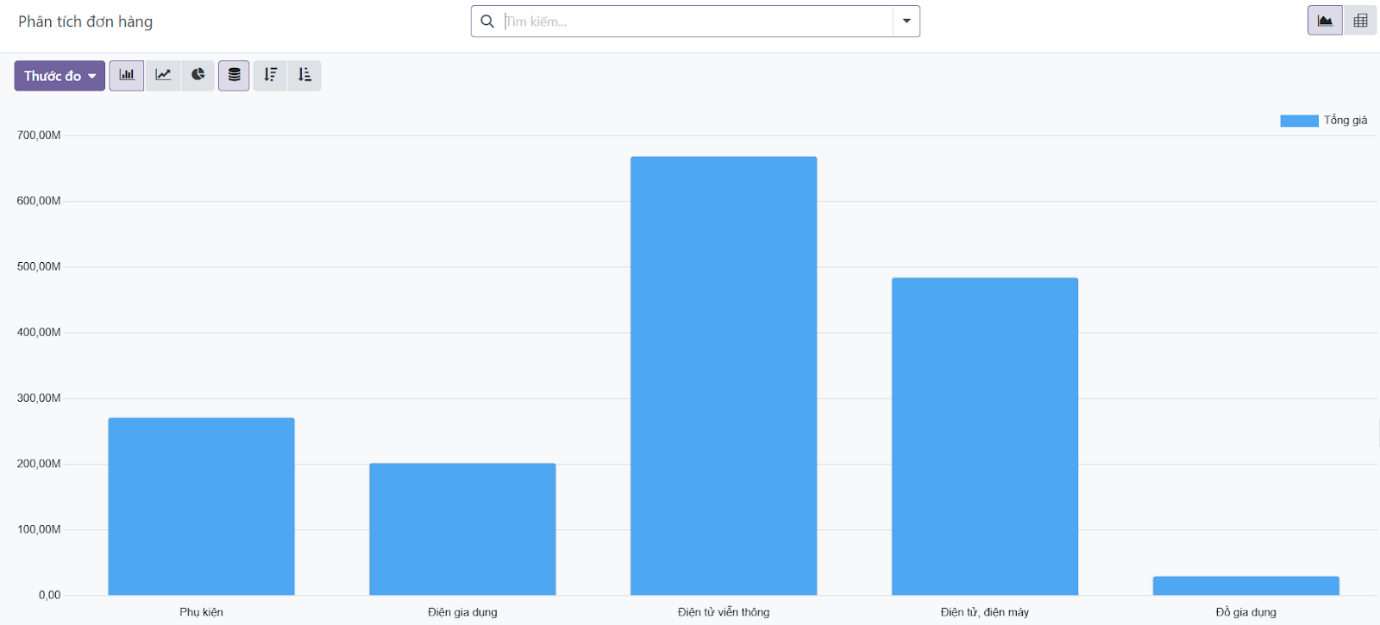 Phân tích đơn hàng
Tìm kiếm...
Thước đo
Tổng giá
700,00M
600,00M
500,00M
400,00M
300,00M
200,00M
100,00M
0,00
Phụ kiện
Điện gia dụng
Điện tử viễn thông
Điện tử, điện máy
Đồ gia dụng